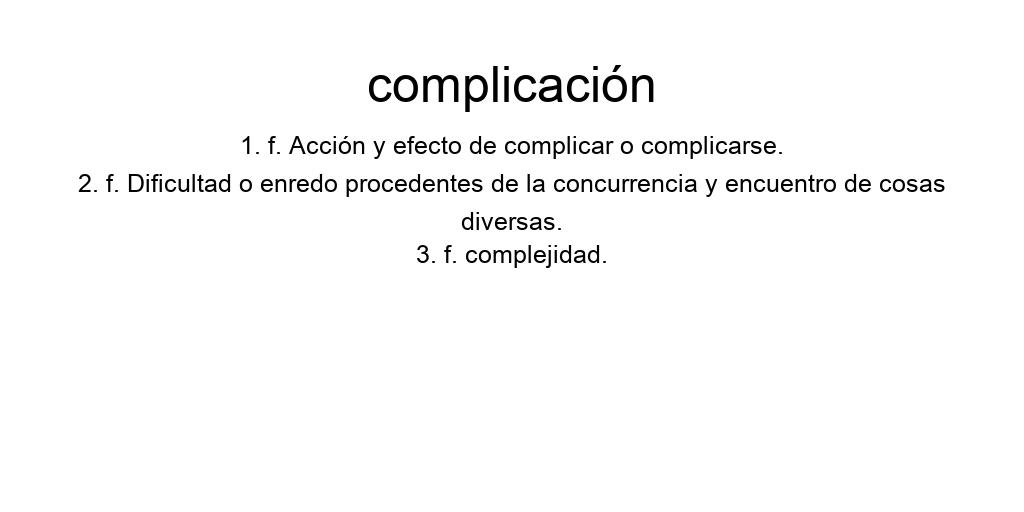 complicación
1. f. Acción y efecto de complicar o complicarse.
2. f. Dificultad o enredo procedentes de la concurrencia y encuentro de cosas
diversas.
3. f. complejidad.